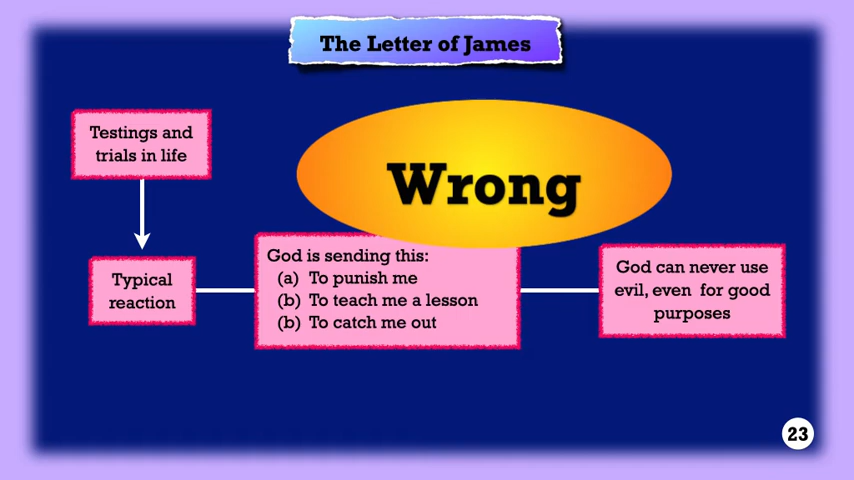 The Letter of James
Testings and
trials in life
Wrong
Typical
reaction
God is sending this:
(a) To punish me
(b) To teach me a lesson
(b) To catch me out
God can never use
evil, even for good
purposes
23